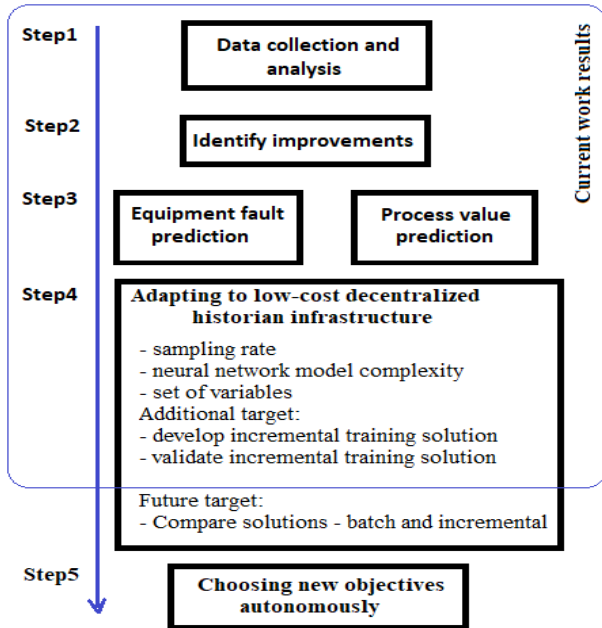 Step1
Data collection and
analysis
Current work results
Step2
Identify improvements
Step3
Equipment fault
prediction
Process value
prediction
Step4
Adapting to low-cost decentralized
historian infrastructure
- sampling rate
- neural network model complexity
- set of variables
Additional target:
- develop incremental training solution
- validate incremental training solution
Future target:
- Compare solutions - batch and incremental
Step5
Choosing new objectives
autonomously